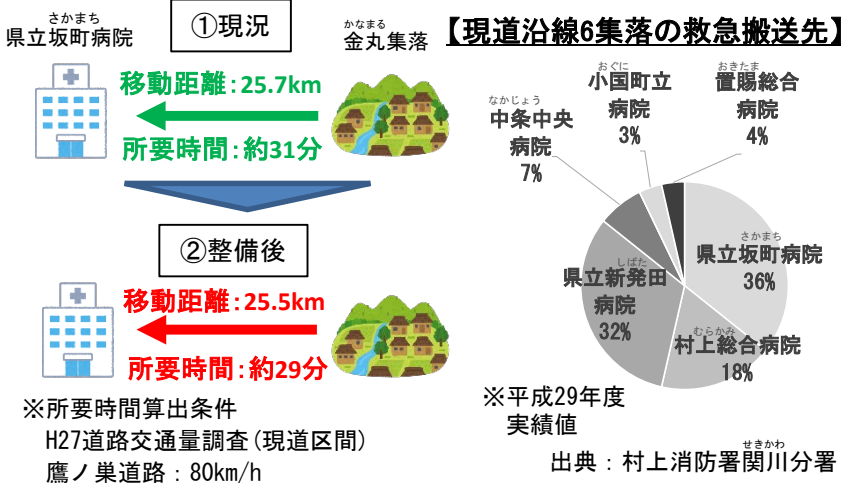 ①現況
さかまち
県立坂町病院
かなまる
金丸集落
移動距離：25.7km
所要時間：約31分
②整備後
移動距離：25.5km
所要時間：約29分
※所要時間算出条件
H27道路交通量調査(現道区間)
鷹ノ巣道路：80km/h
【現道沿線6集落の救急搬送先】
なかじょう
中条中央
病院
7%
おぐに
小国町立
病院
3%
おきたま
置賜総合
病院
4%
さかまち
県立坂町病院
36%
しばた
県立新発田
病院
32%
むらかみ
村上総合病院
18%
※平成29年度
実績値
せきかわ
出典：村上消防署関川分署